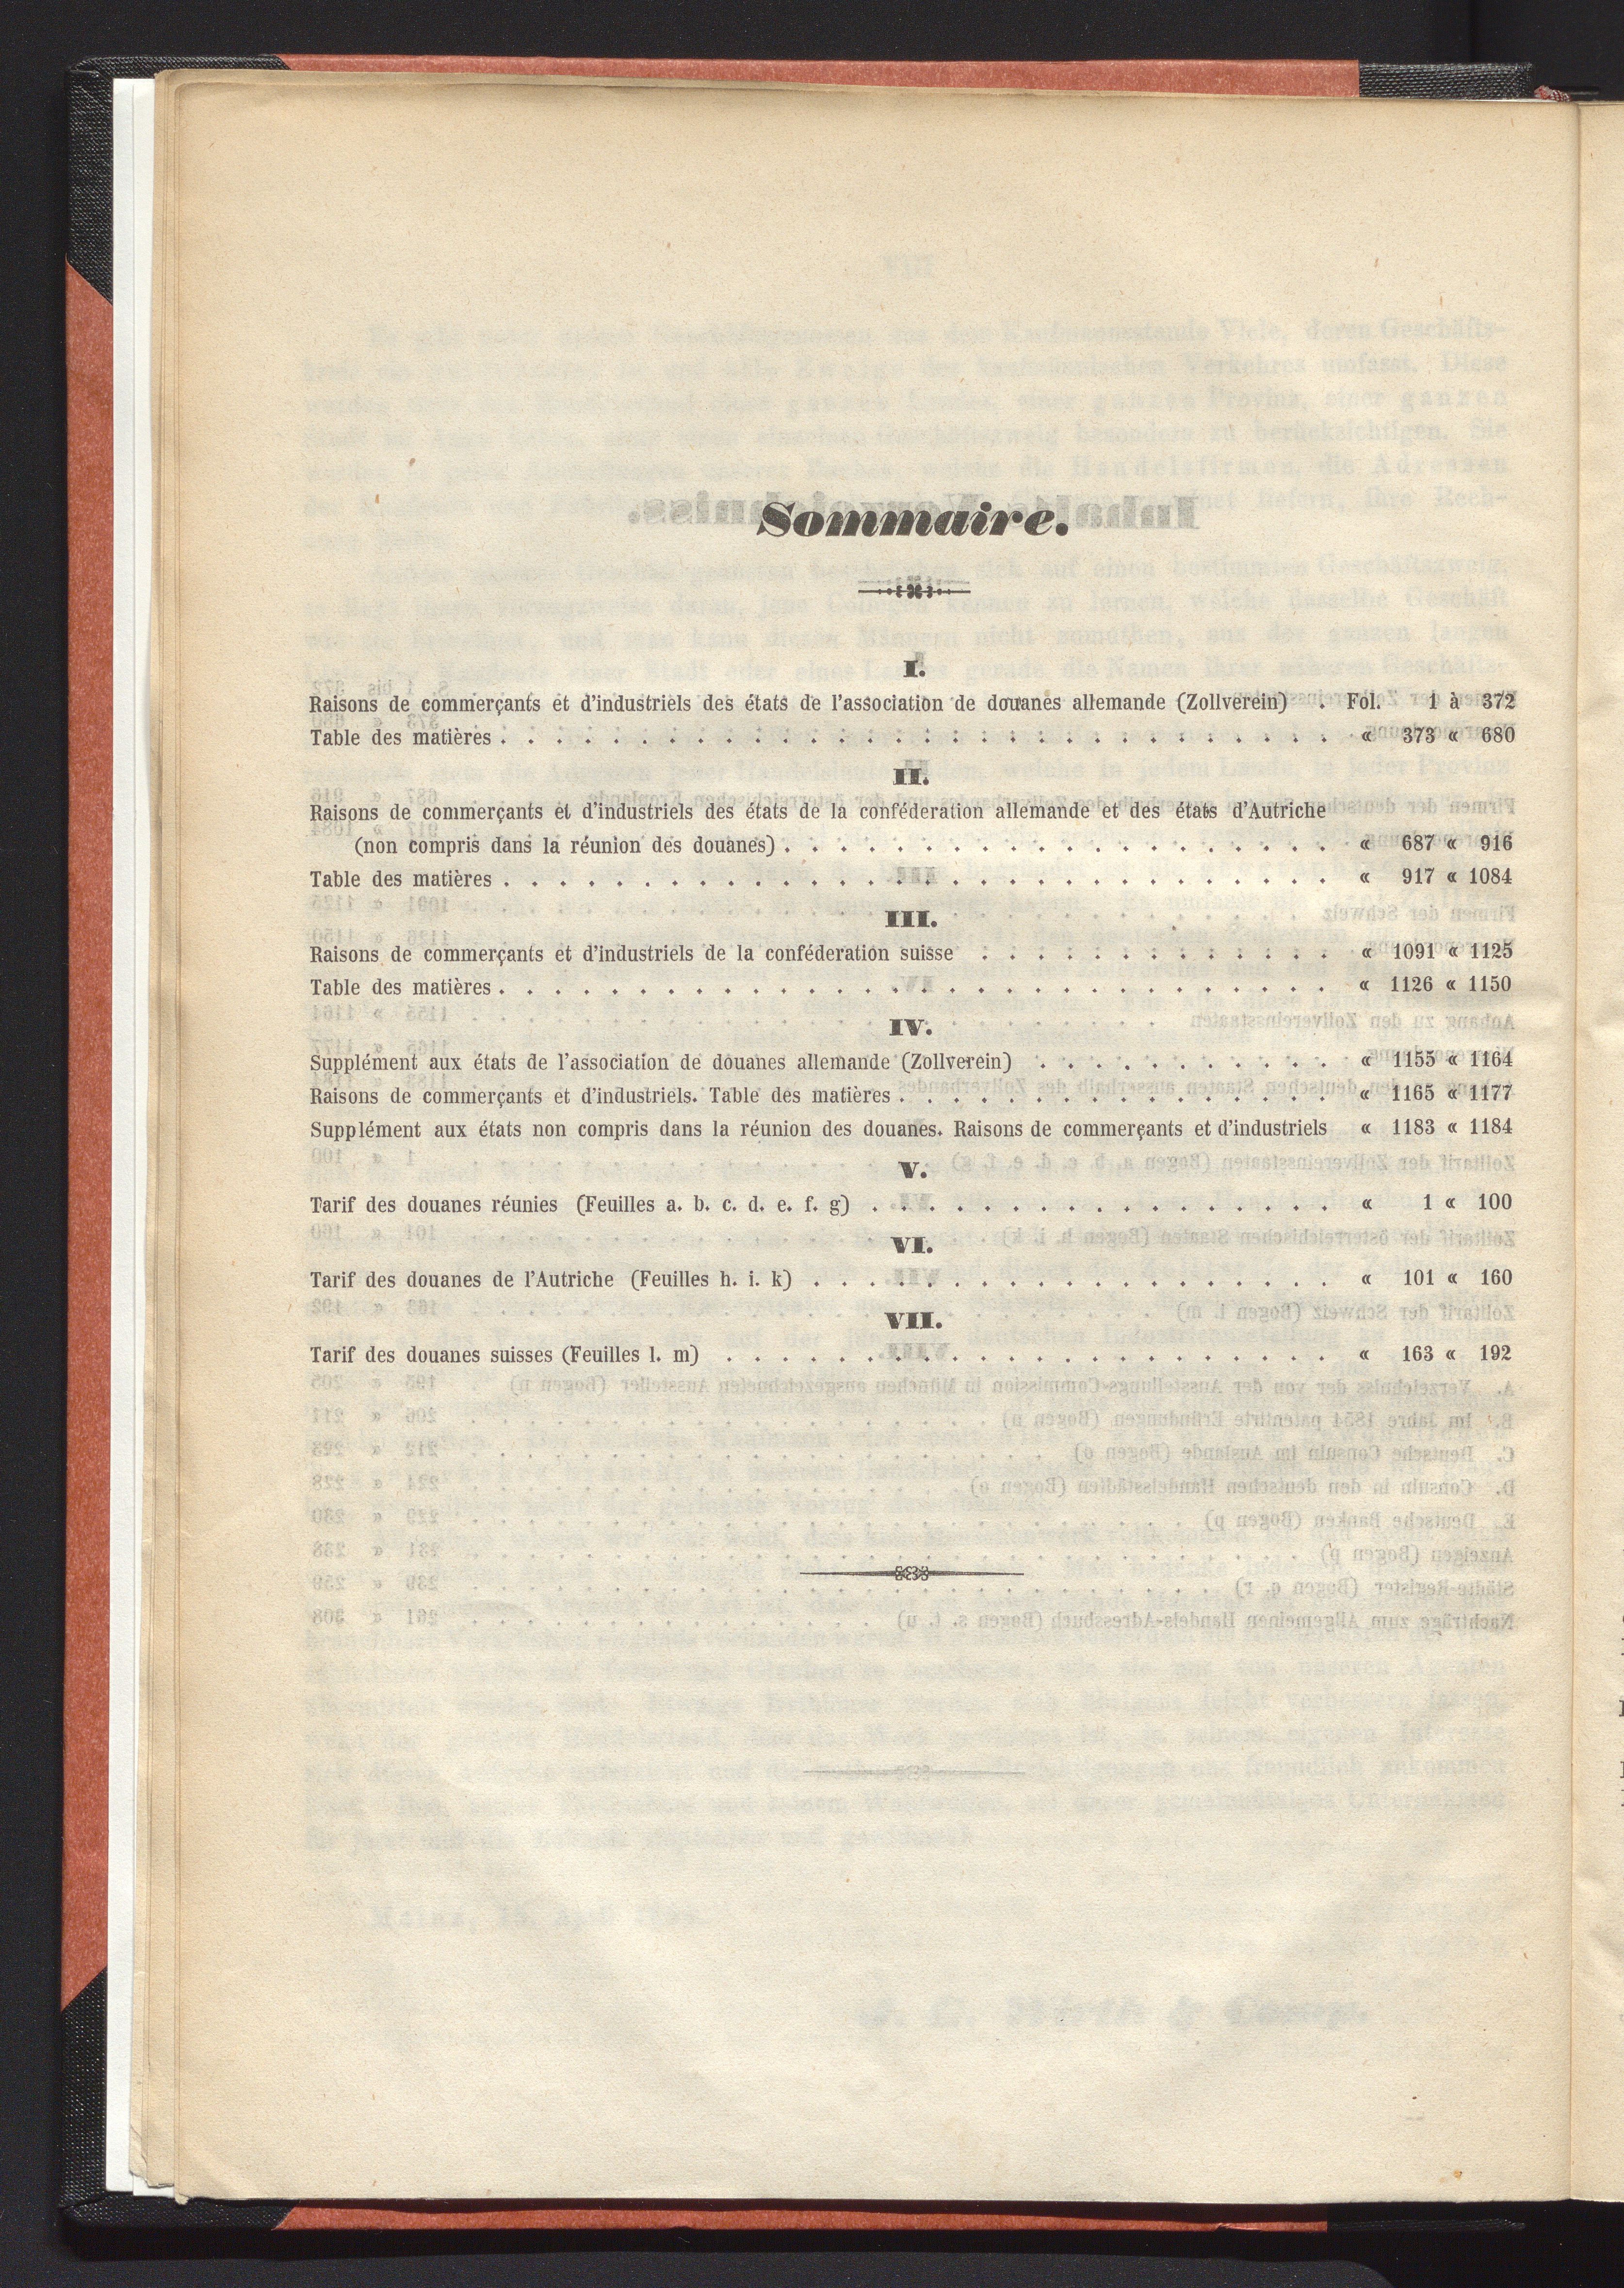 Sommaire.
I.
Raisons de commerçants et d'industriels des états de l'association de douanes allemande (Zollverein) . Fol. 1 à 372
Table des matières . . . . . . . . . . . . . . . . . . . . . . . . . . . . . . « 373 « 680
II.
Raisons de commerçants et d'industriels des états de la conféderation allemande et des états d'Autriche
(non compris dans la réunion des douanes) . . . . . . . . . . . . . . . . . . . . « 687 « 916
Table des matières . . . . . . . . . . . . . . . . . . . . . . . . . . . . . . « 917 « 1084
III.
Raisons de commerçants et d'industriels de la conféderation suisse . . . . . . . . . . . . . « 1091 « 1125
Table des matières . . . . . . . . . . . . . . . . . . . . . . . . . . . . . . « 1126 « 1150
IV.
Supplément aux états de l'association de douanes allemande (Zollverein) . . . . . . . . . . . « 1155 « 1164
Raisons de commerçants et d'industriels. Table des matières . . . . . . . . . . . . . . . . « 1165 « 1177
Supplément aux états non compris dans la réunion des douanes. Raisons de commerçants et d'industriels « 1183 « 1184
V.
Tarif des douanes réunies (Feuilles a. b. c. d. e. f. g) . . . . . . . . . . . . . . . . . « 1 « 100
VI.
Tarif des douanes de l'Autriche (Feuilles h. i. k) . . . . . . . . . . . . . . . . . . . « 101 « 160
VII.
Tarif des douanes suisses (Feuilles l. m) . . . . . . . . . . . . . . . . . . . . . . « 163 « 192